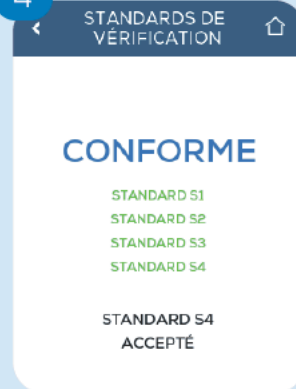 4
STANDARDS DE
VÉRIFICATION
CONFORME
STANDARD S1
STANDARD S2
STANDARD S3
STANDARD S4
STANDARD S4
ACCEPTÉ